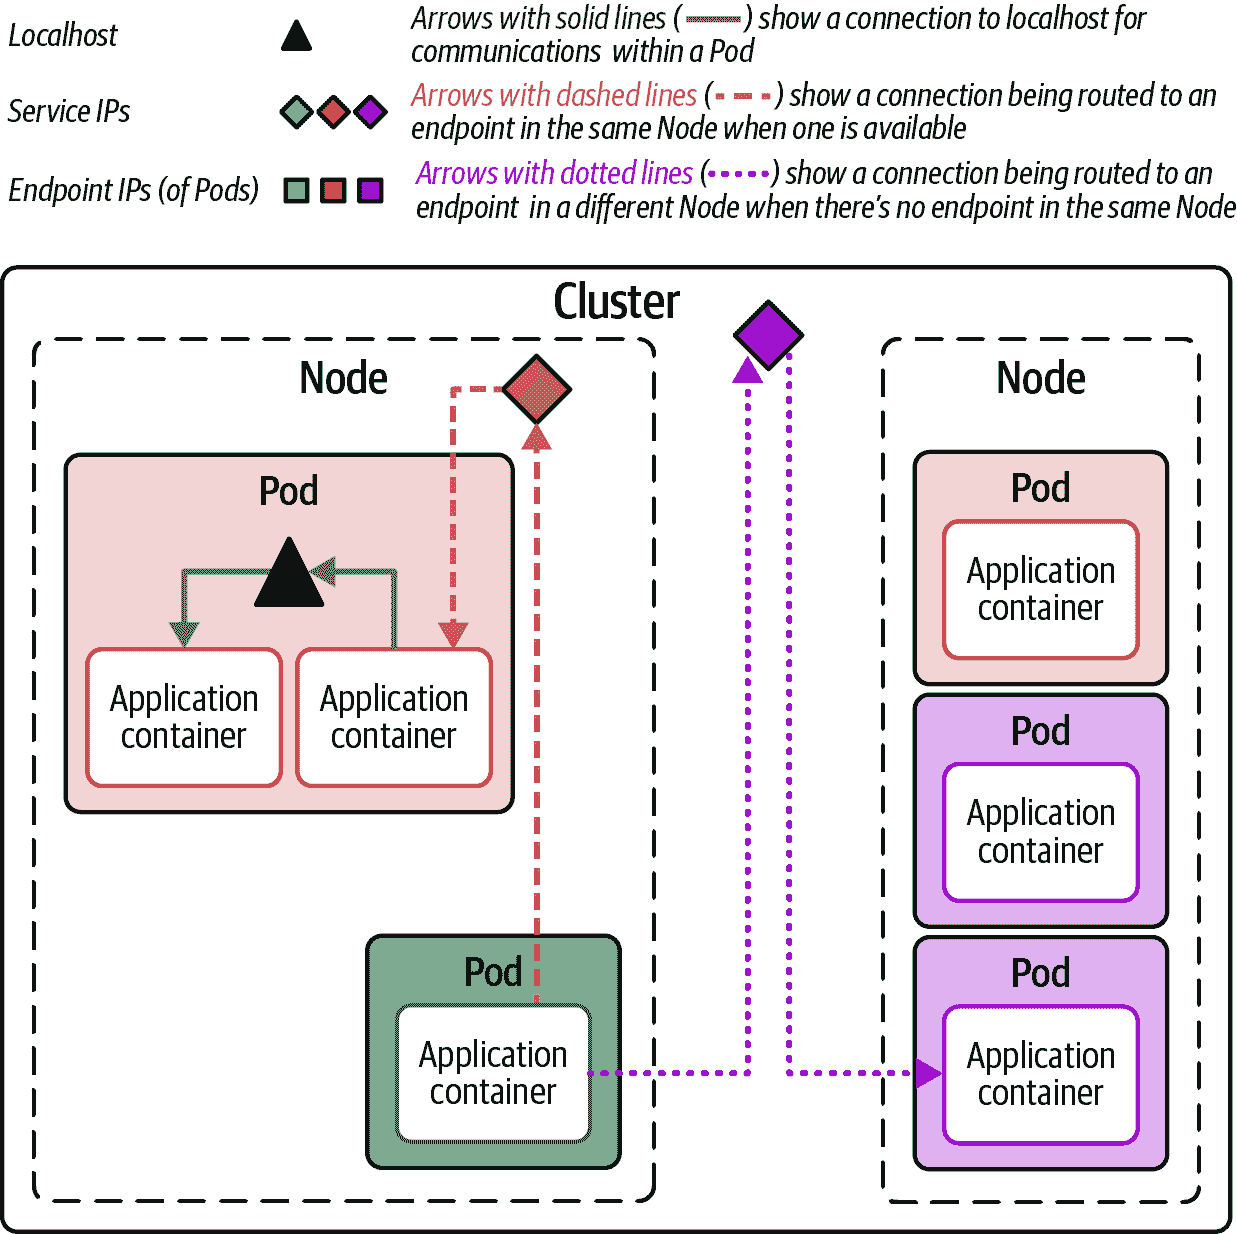 Localhost
Arrows with solid lines ( ) show a connection to localhost for
communications within a Pod
Service IPs
Arrows with dashed lines ( ) show a connection being routed to an
endpoint in the same Node when one is available
Endpoint IPs (of Pods)
Arrows with dotted lines ( ) show a connection being routed to an
endpoint in a different Node when there's no endpoint in the same Node
Cluster
Node
Pod
Application
container
Application
container
Pod
Application
container
Node
Pod
Application
container
Pod
Application
container
Pod
Application
container